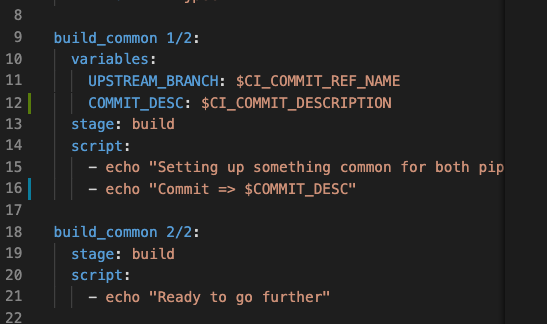 8
9 build_common 1/2:
10 variables:
11 UPSTREAM_BRANCH: $CI_COMMIT_REF_NAME
12 COMMIT_DESC: $CI_COMMIT_DESCRIPTION
13 stage: build
14 script:
15 - echo "Setting up something common for both pip
16 - echo "Commit => $COMMIT_DESC"
17
18 build_common 2/2:
19 stage: build
20 script:
21 - echo "Ready to go further"
22